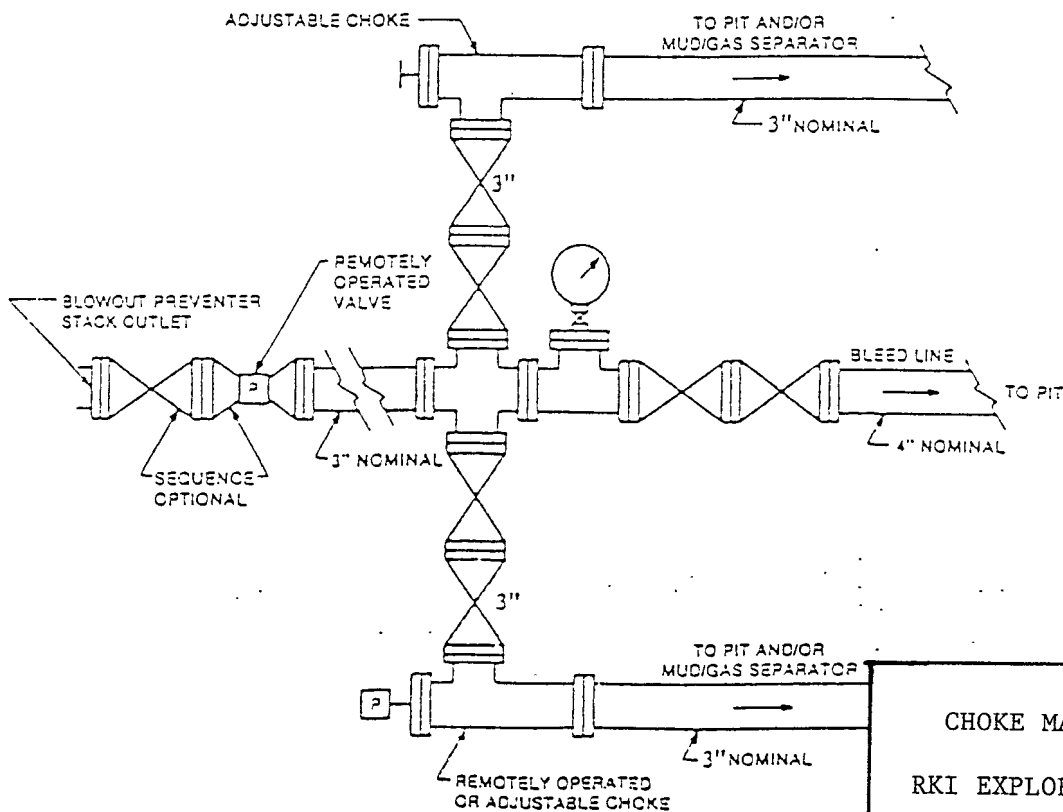 ADJUSTABLE CHOKE
TO PIT AND/OR
MUD/GAS SEPARATOR
3" NOMINAL
3"
REMOTELY
OPERATED
VALVE
BLOWOUT PREVENTER
STACK OUTLET
BLEED LINE
P
TO PIT
4" NOMINAL
3" NOMINAL
SEQUENCE
OPTIONAL
3"
TO PIT AND/OR
MUD/GAS SEPARATOR
P
3" NOMINAL
REMOTELY OPERATED
OR ADJUSTABLE CHOKE
CHOKE MA
RKI EXPLOR